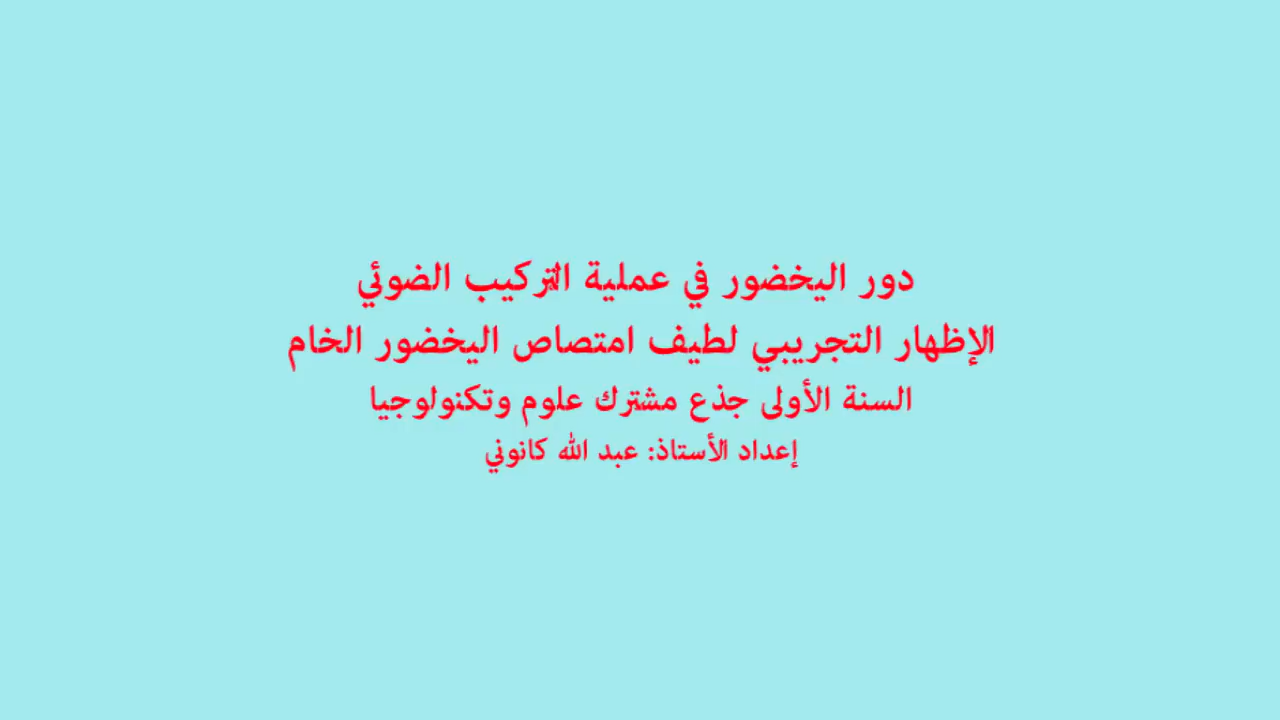 دور اليخضور في عملية التركيب الضوئي
الإظهار التجريبي لطيف امتصاص اليخضور الخام
السنة الأولى جذع مشترك علوم وتكنولوجيا
إعداد الأستاذ: عبد الله كانوني